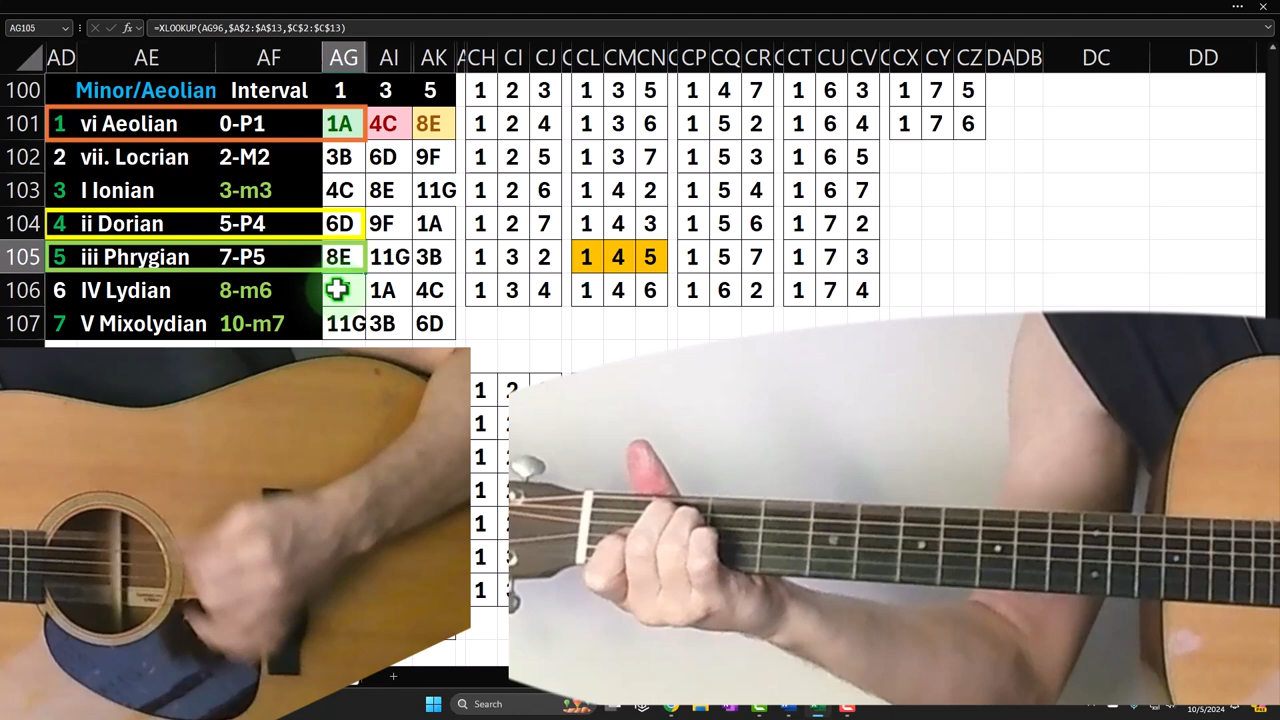 AG105 =XLOOKUP(AG96,$A$2:$A$13,$C$2:$C$13)
AD AE AF AG AI AK CH CI CJ C CL CM CN C CP CQ CR C CT CU CV C CX CY CZ DA DB DC DD
100 Minor/Aeolian Interval 1 3 5 1 2 3 1 3 5 1 4 7 1 6 3 1 7 5
101 1 vi Aeolian 0-P1 1A 4C 8E 1 2 4 1 3 6 1 5 2 1 6 4 1 7 6
102 2 vii. Locrian 2-M2 3B 6D 9F 1 2 5 1 3 7 1 5 3 1 6 5
103 3 I Ionian 3-m3 4C 8E 11G 1 2 6 1 4 2 1 5 4 1 6 7
104 4 ii Dorian 5-P4 6D 9F 1A 1 2 7 1 4 3 1 5 6 1 7 2
105 5 iii Phrygian 7-P5 8E 11G 3B 1 3 2 1 4 5 1 5 7 1 7 3
106 6 IV Lydian 8-m6 1A 4C 1 3 4 1 4 6 1 6 2 1 7 4
107 7 V Mixolydian 10-m7 11G 3B 6D
1 2
1
1
1
1
1
1
Search
10/5/2024